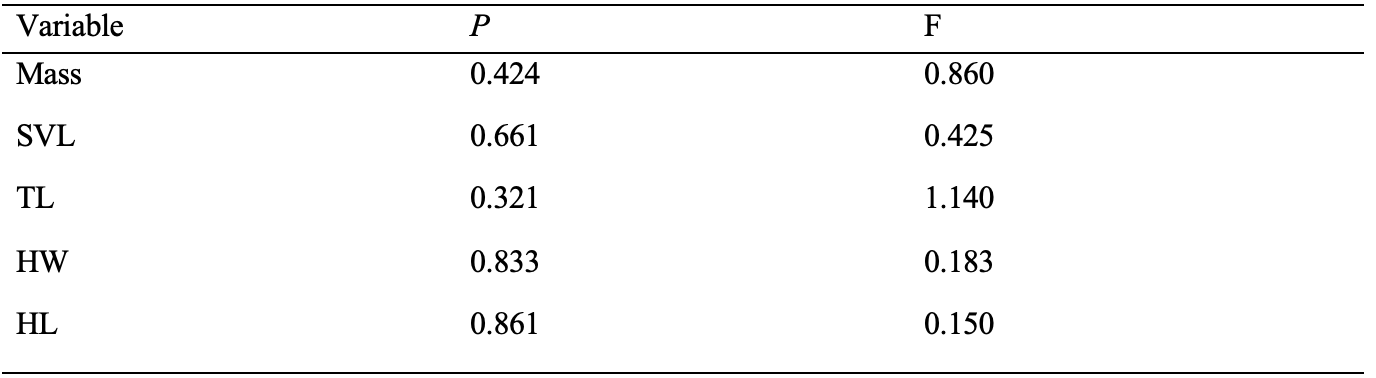 Variable P F
Mass 0.424 0.860
SVL 0.661 0.425
TL 0.321 1.140
HW 0.833 0.183
HL 0.861 0.150